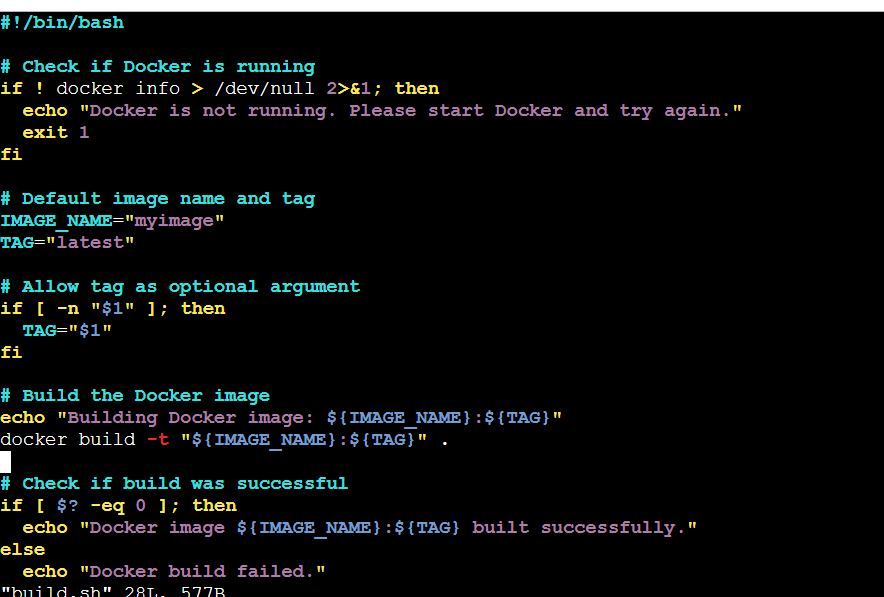 #!/bin/bash

# Check if Docker is running
if ! docker info > /dev/null 2>&1; then
  echo "Docker is not running. Please start Docker and try again."
  exit 1
fi

# Default image name and tag
IMAGE_NAME="myimage"
TAG="latest"

# Allow tag as optional argument
if [ -n "$1" ]; then
  TAG="$1"
fi

# Build the Docker image
echo "Building Docker image: ${IMAGE_NAME}:${TAG}"
docker build -t "${IMAGE_NAME}:${TAG}" .

# Check if build was successful
if [ $? -eq 0 ]; then
  echo "Docker image ${IMAGE_NAME}:${TAG} built successfully."
else
  echo "Docker build failed."
"build.sh" 28L, 577B